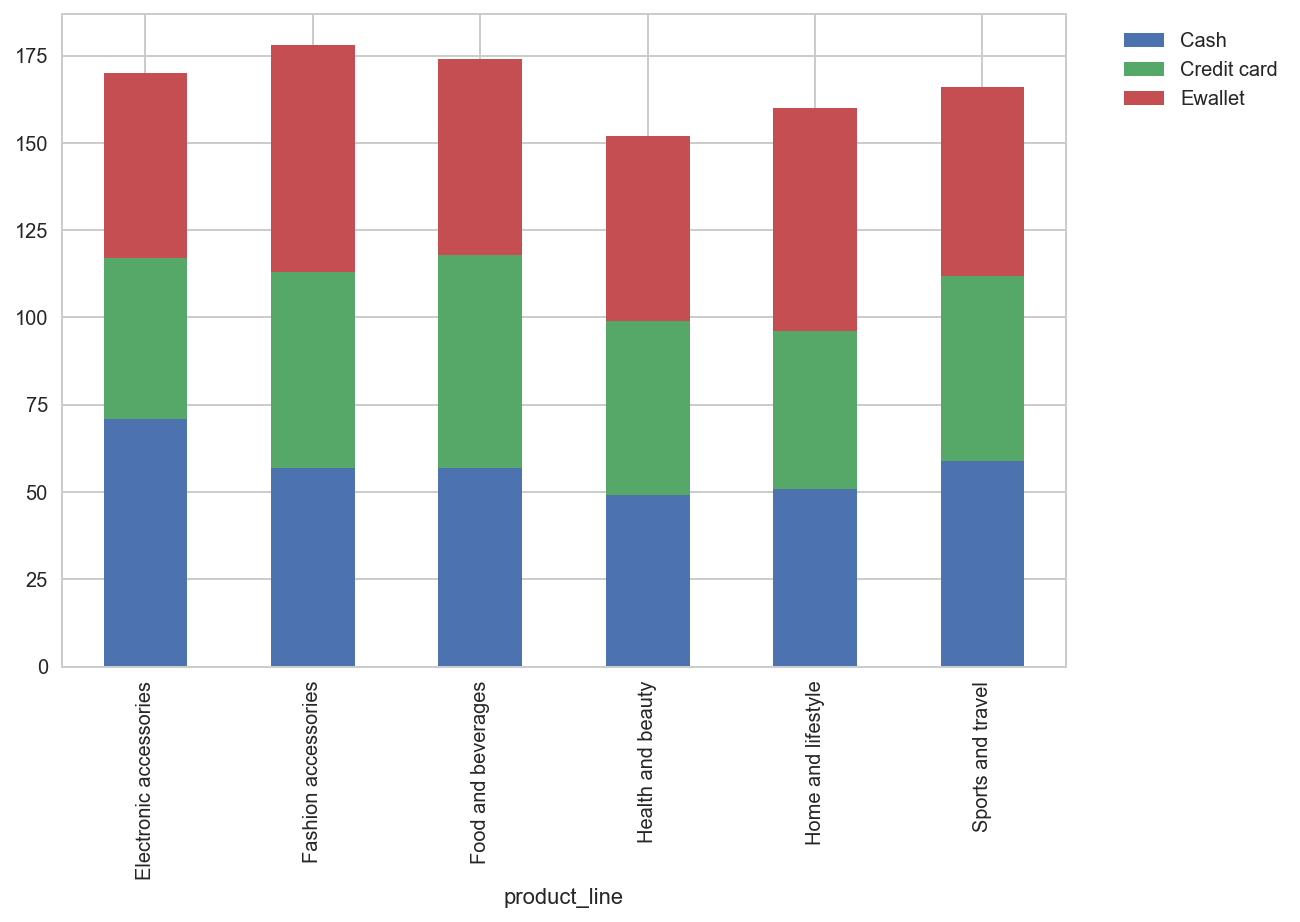 175
150
125
100
75
50
25
0
Electronic accessories
Fashion accessories
Food and beverages
Health and beauty
Home and lifestyle
Sports and travel
product_line
Cash
Credit card
Ewallet